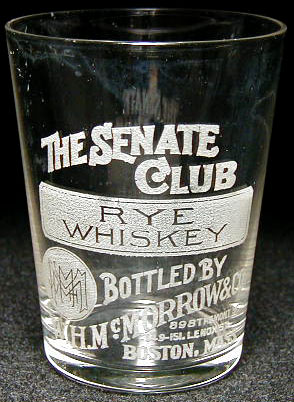 THE SENATE
CLUB
RYE
WHISKEY
BOTTLED BY
H. McMORROW & CO
BOSTON, MASS